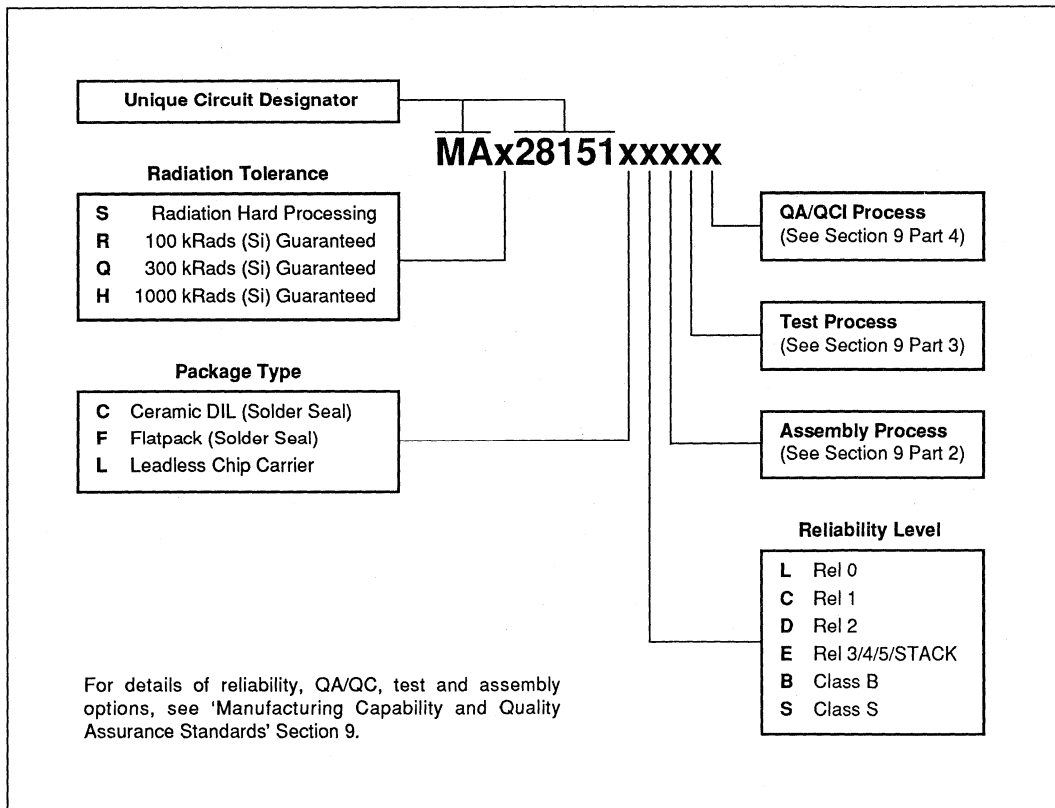 Unique Circuit Designator
MAx28151xxxxx
Radiation Tolerance
S Radiation Hard Processing
R 100 kRads (Si) Guaranteed
Q 300 kRads (Si) Guaranteed
H 1000 kRads (Si) Guaranteed
Package Type
C Ceramic DIL (Solder Seal)
F Flatpack (Solder Seal)
L Leadless Chip Carrier
QA/QCI Process
(See Section 9 Part 4)
Test Process
(See Section 9 Part 3)
Assembly Process
(See Section 9 Part 2)
Reliability Level
L Rel 0
C Rel 1
D Rel 2
E Rel 3/4/5/STACK
B Class B
S Class S
For details of reliability, QA/QC, test and assembly
options, see ‘Manufacturing Capability and Quality
Assurance Standards’ Section 9.